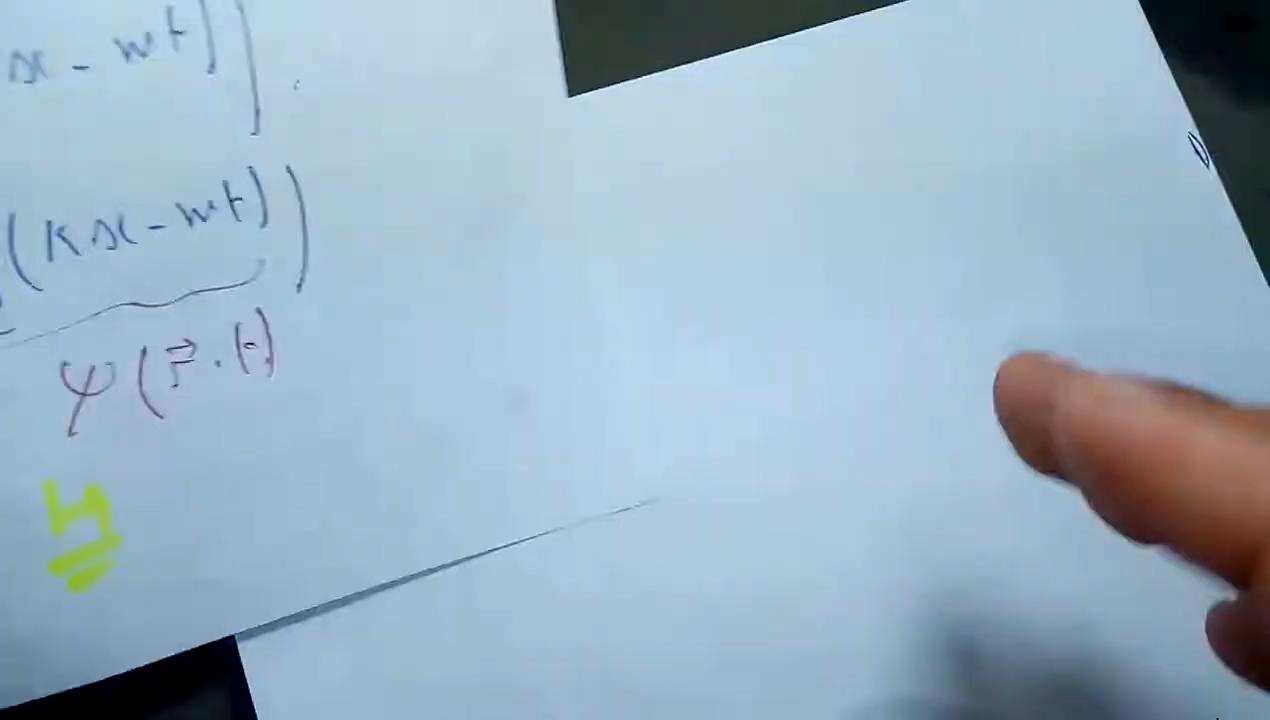 x - wt)]
(kx - wt))
ψ(r⃗.t)